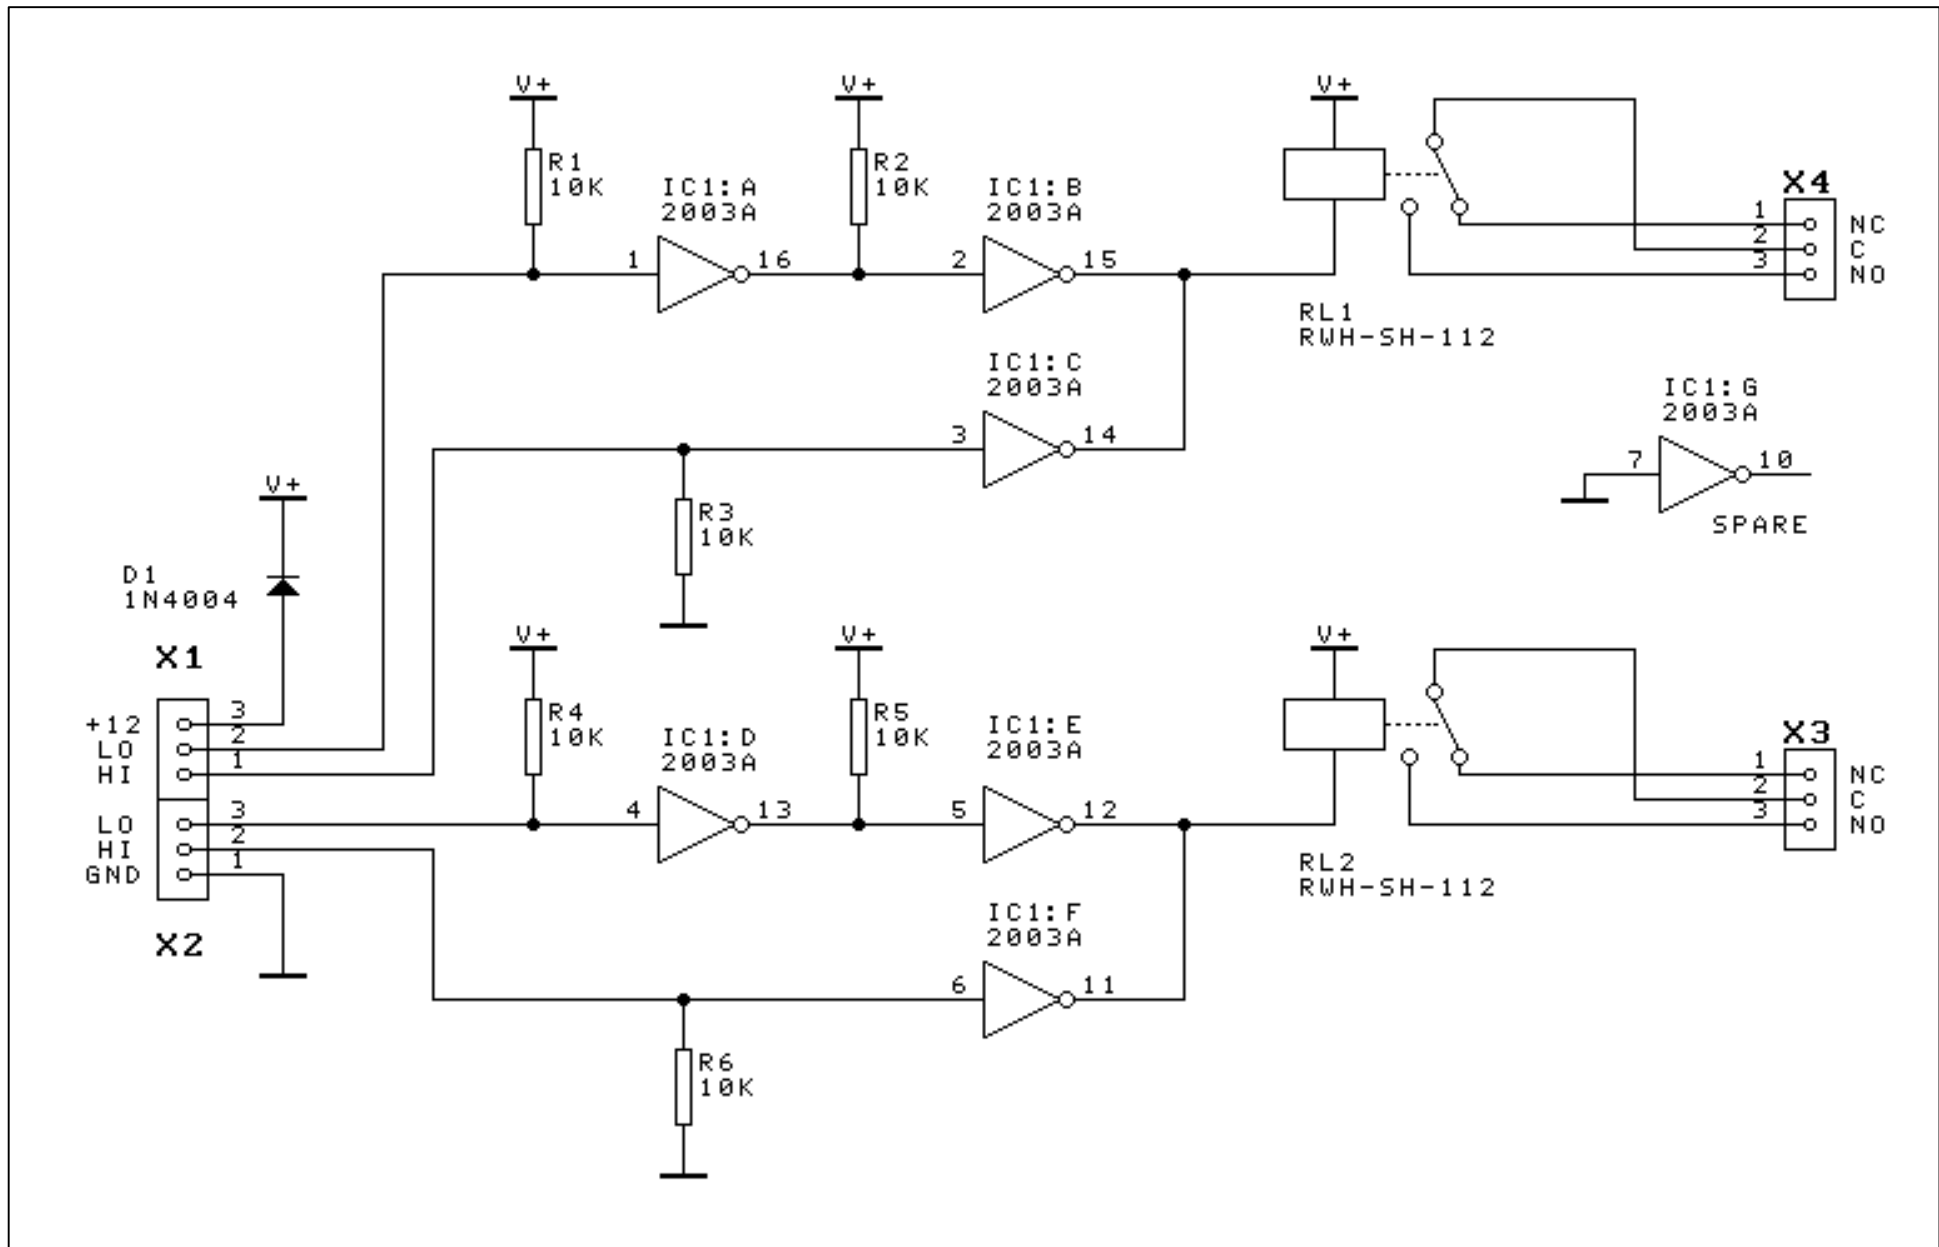 V+
V+
V+
R1
10K
R2
10K
IC1:A
2003A
IC1:B
2003A
X4
1
NC
2
C
3
NO
1
16
2
15
RL1
RWH-SH-112
IC1:C
2003A
3
14
IC1:G
2003A
7
10
SPARE
V+
R3
10K
D1
1N4004
V+
V+
V+
X1
+12
3
LO
2
HI
1
R4
10K
R5
10K
IC1:D
2003A
IC1:E
2003A
X3
1
NC
2
C
3
NO
LO
3
HI
2
GND
1
4
13
5
12
RL2
RWH-SH-112
X2
IC1:F
2003A
6
11
R6
10K